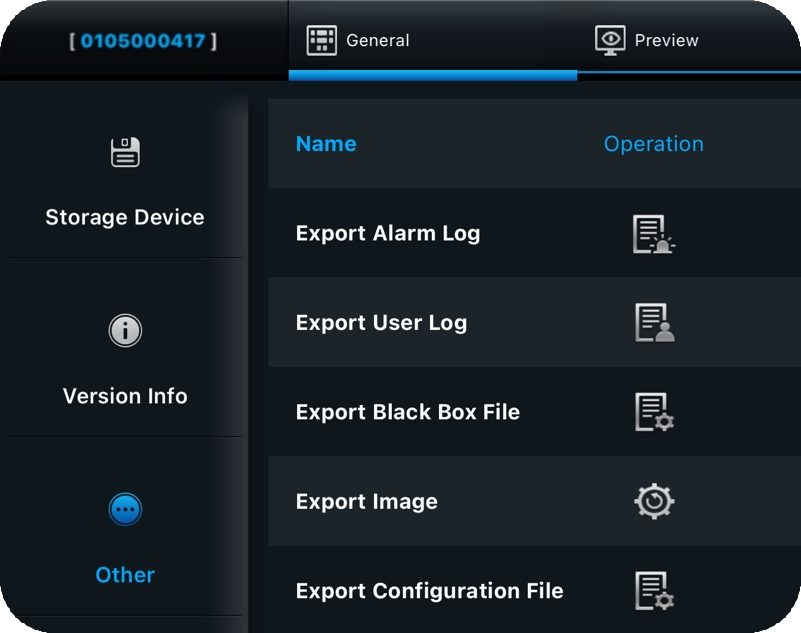 [ 0105000417 ]
General
Preview
Storage Device
Version Info
Other
Name Operation
Export Alarm Log
Export User Log
Export Black Box File
Export Image
Export Configuration File